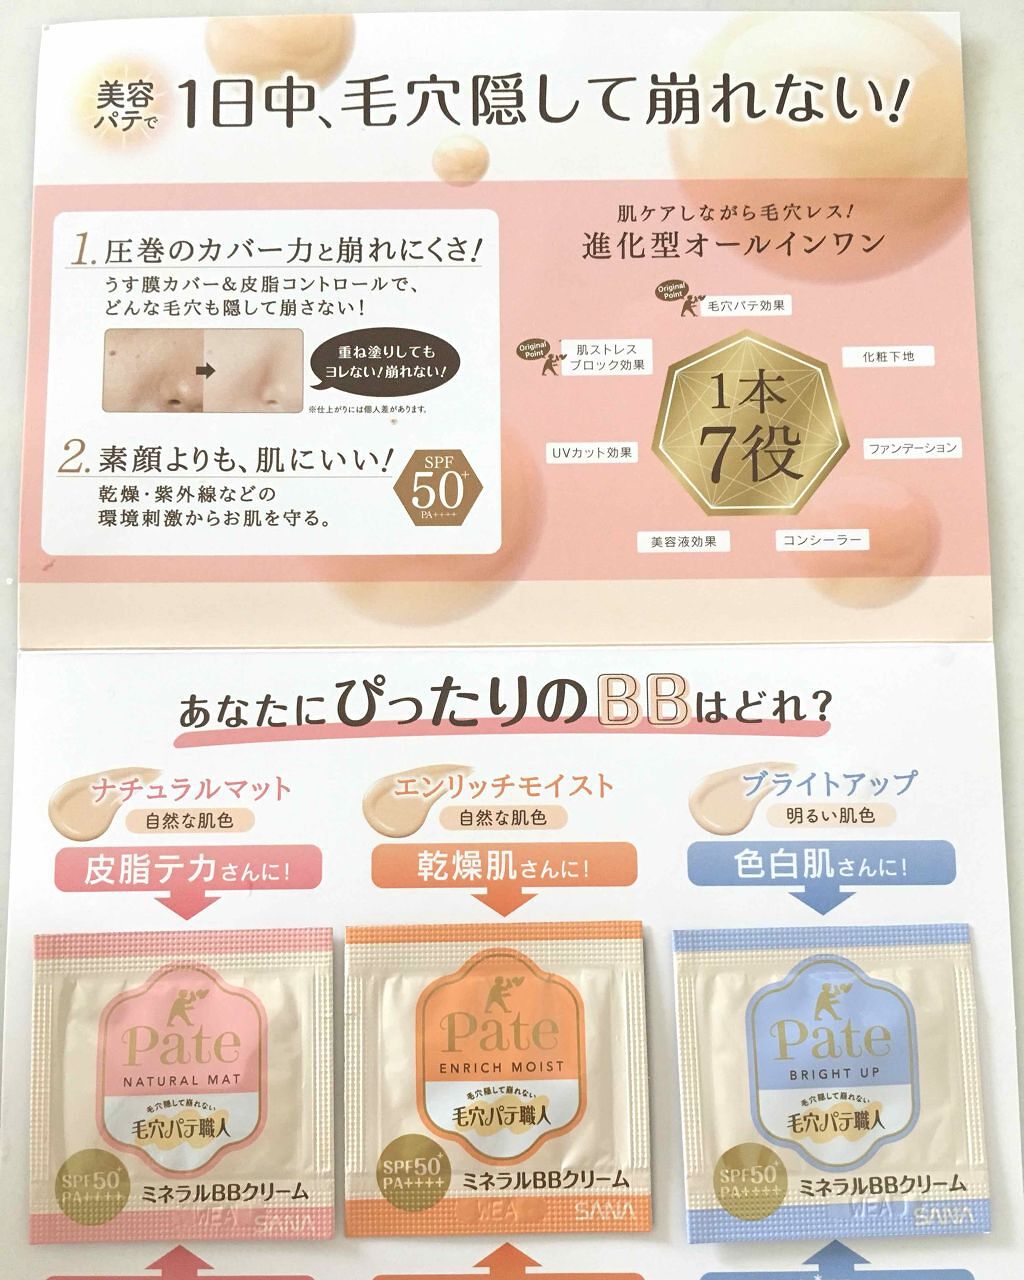 美容
パテで
1日中、毛穴隠して崩れない!
1.圧巻のカバー力と崩れにくさ!
うす膜カバー&皮脂コントロールで、
どんな毛穴も隠して崩さない!
重ね塗りしても
ヨレない!崩れない!
※仕上がりには個人差があります。
2.素顔よりも、肌にいい!
乾燥・紫外線などの
環境刺激からお肌を守る。
SPF
50+
PA++++
肌ケアしながら毛穴レス!
進化型オールインワン
Original
Point
毛穴パテ効果
Original
Point
肌ストレス
ブロック効果
化粧下地
1本
7役
UVカット効果
ファンデーション
美容液効果
コンシーラー
あなたにぴったりのBBはどれ?
ナチュラルマット
自然な肌色
皮脂テカさんに!
エンリッチモイスト
自然な肌色
乾燥肌さんに!
ブライトアップ
明るい肌色
色白肌さんに!
Pate
NATURAL MAT
毛穴隠して崩れない
毛穴パテ職人
SPF50+
PA++++
ミネラルBBクリーム
SANA
Pate
ENRICH MOIST
毛穴隠して崩れない
毛穴パテ職人
SPF50+
PA++++
ミネラルBBクリーム
SANA
Pate
BRIGHT UP
毛穴隠して崩れない
毛穴パテ職人
SPF50+
PA++++
ミネラルBBクリーム
SANA